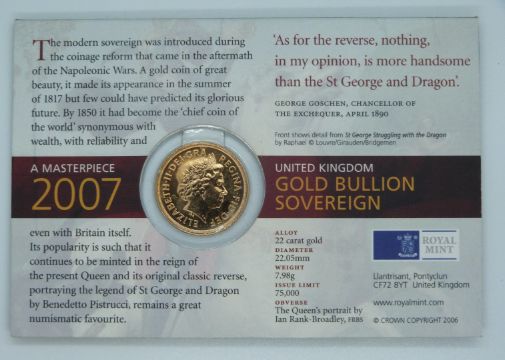 The modern sovereign was introduced during
the coinage reform that came in the aftermath
of the Napoleonic Wars. A gold coin of great
beauty, it made its appearance in the summer
of 1817 but few could have predicted its glorious
future. By 1850 it had become the 'chief coin of
the world' synonymous with
wealth, with reliability and
A MASTERPIECE
2007
even with Britain itself.
Its popularity is such that it
continues to be minted in the reign of
the present Queen and its original classic reverse,
portraying the legend of St George and Dragon
by Benedetto Pistrucci, remains a great
numismatic favourite.
ELIZABETH·II·DEI·GRA
REGINA·FID·DEF
'As for the reverse, nothing,
in my opinion, is more handsome
than the St George and Dragon'.
GEORGE GOSCHEN, CHANCELLOR OF
THE EXCHEQUER, APRIL 1890
Front shows detail from St George Struggling with the Dragon
by Raphael © Louvre/Girauden/Bridgemen
UNITED KINGDOM
GOLD BULLION
SOVEREIGN
ALLOY
22 carat gold
DIAMETER
22.05mm
WEIGHT
7.98g
ISSUE LIMIT
75,000
OBVERSE
The Queen's portrait by
Ian Rank-Broadley, FRBS
ROYAL
MINT
Llantrisant, Pontyclun
CF72 8YT United Kingdom
www.royalmint.com
© CROWN COPYRIGHT 2006